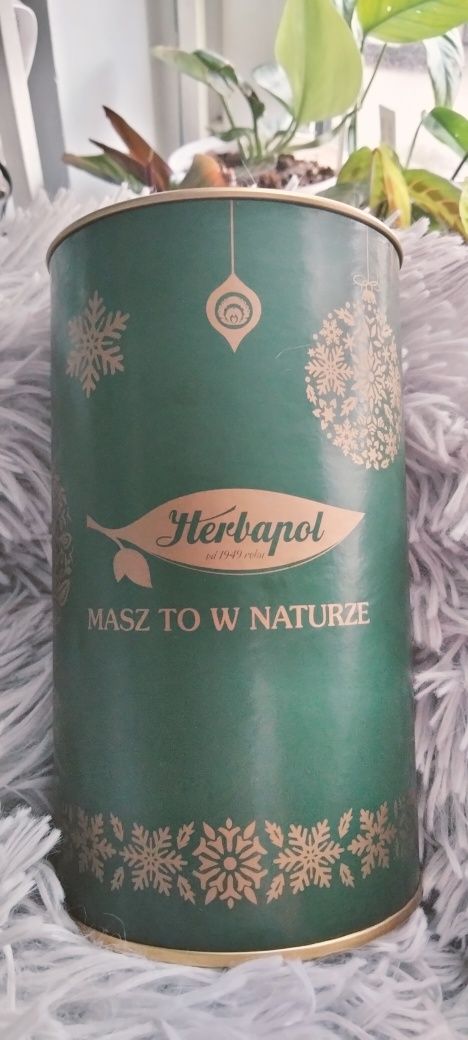 Herbapol
od 1949 roku
MASZ TO W NATURZE